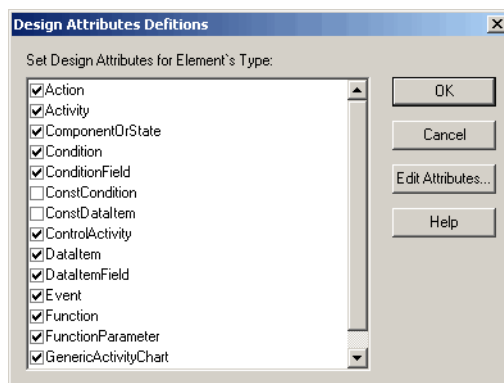 Design Attributes Defitions
Set Design Attributes for Element`s Type:
Action
Activity
ComponentOrState
Condition
ConditionField
ConstCondition
ConstDataItem
ControlActivity
DataItem
DataItemField
Event
Function
FunctionParameter
GenericActivityChart
OK
Cancel
Edit Attributes...
Help